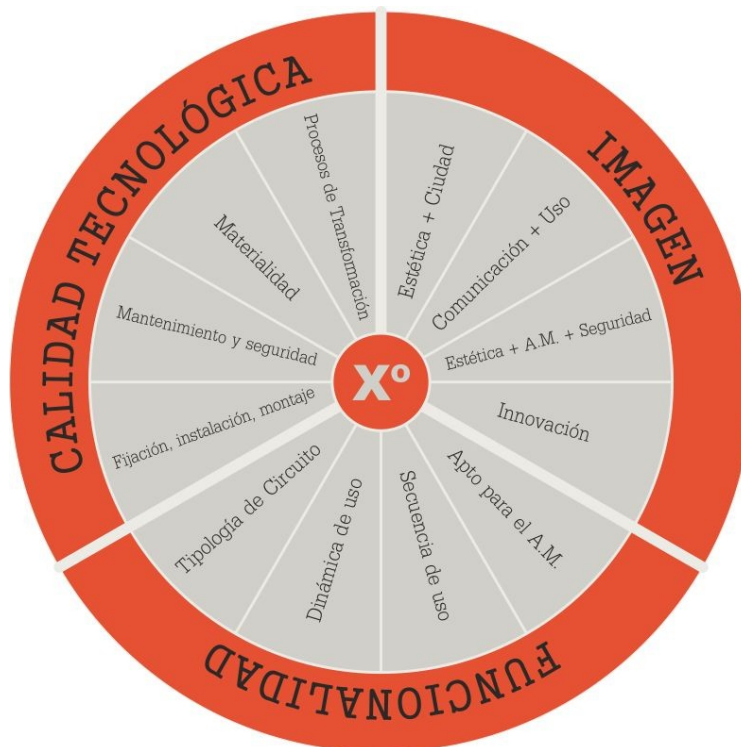 CALIDAD TECNOLÓGICA
IMAGEN
FUNCIONALIDAD
Estética + Ciudad
Comunicación + Uso
Estética + A.M. + Seguridad
Innovación
Apto para el A.M.
Secuencia de uso
Dinámica de uso
Tipología de Circuito
Fijación, instalación, montaje
Mantenimiento y seguridad
Materialidad
Procesos de Transformación
Xº